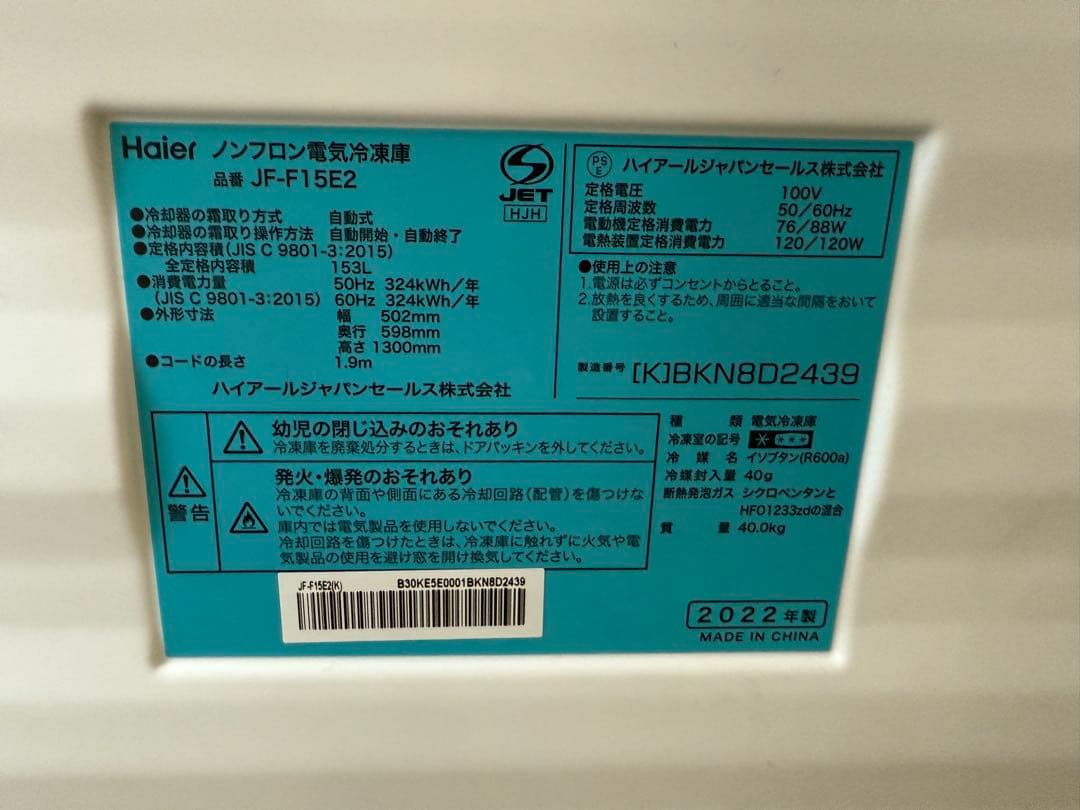 Haier ノンフロン電気冷凍庫
品番 JF-F15E2
●冷却器の霜取り方式 自動式
●冷却器の霜取り操作方法 自動開始・自動終了
●定格内容積(JIS C 9801-3:2015)
全定格内容積 153L
●消費電力量 50Hz 324kWh/年
(JIS C 9801-3:2015) 60Hz 324kWh/年
●外形寸法 幅 502mm
奥行 598mm
高さ 1300mm
●コードの長さ 1.9m
ハイアールジャパンセールス株式会社
JET
HJH
PS
E
ハイアールジャパンセールス株式会社
定格電圧 100V
定格周波数 50/60Hz
電動機定格消費電力 76/88W
電熱装置定格消費電力 120/120W
●使用上の注意
1.電源は必ずコンセントからとること。
2.放熱を良くするため、周囲に適当な間隔をおいて
設置すること。
製造番号 [K]BKN8D2439
警告
幼児の閉じ込みのおそれあり
冷凍庫を廃棄処分するときは、ドアパッキンを外してください。
発火・爆発のおそれあり
冷凍庫の背面や側面にある冷却回路(配管)を傷つけな
いでください。
庫内では電気製品を使用しないでください。
冷却回路を傷つけたときは、冷凍庫に触れずに火気や電
気製品の使用を避け窓を開け換気してください。
種類 電気冷凍庫
冷凍室の記号
冷媒名 イソブタン(R600a)
冷媒封入量 40g
断熱発泡ガス シクロペンタンと
HFO1233zdの混合
質量 40.0kg
JF-F15E2(K) B30KE5E0001BKN8D2439
2022年製
MADE IN CHINA